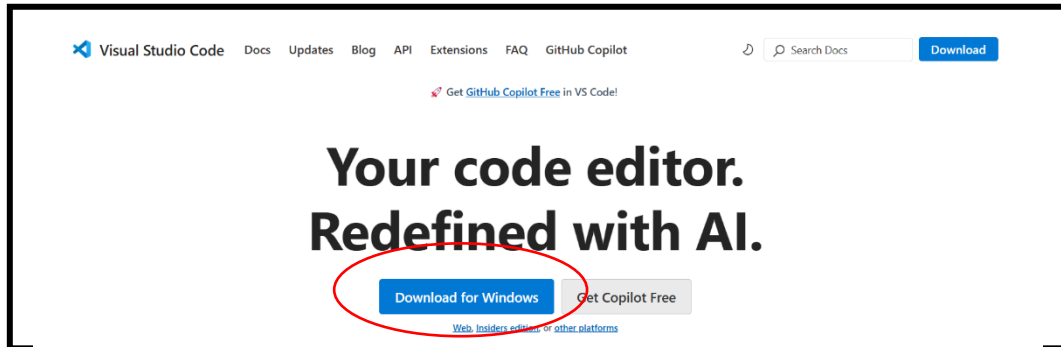 Visual Studio Code Docs Updates Blog API Extensions FAQ GitHub Copilot Search Docs Download
🚀 Get GitHub Copilot Free in VS Code!
Your code editor.
Redefined with AI.
Download for Windows Get Copilot Free
Web, Insiders edition, or other platforms